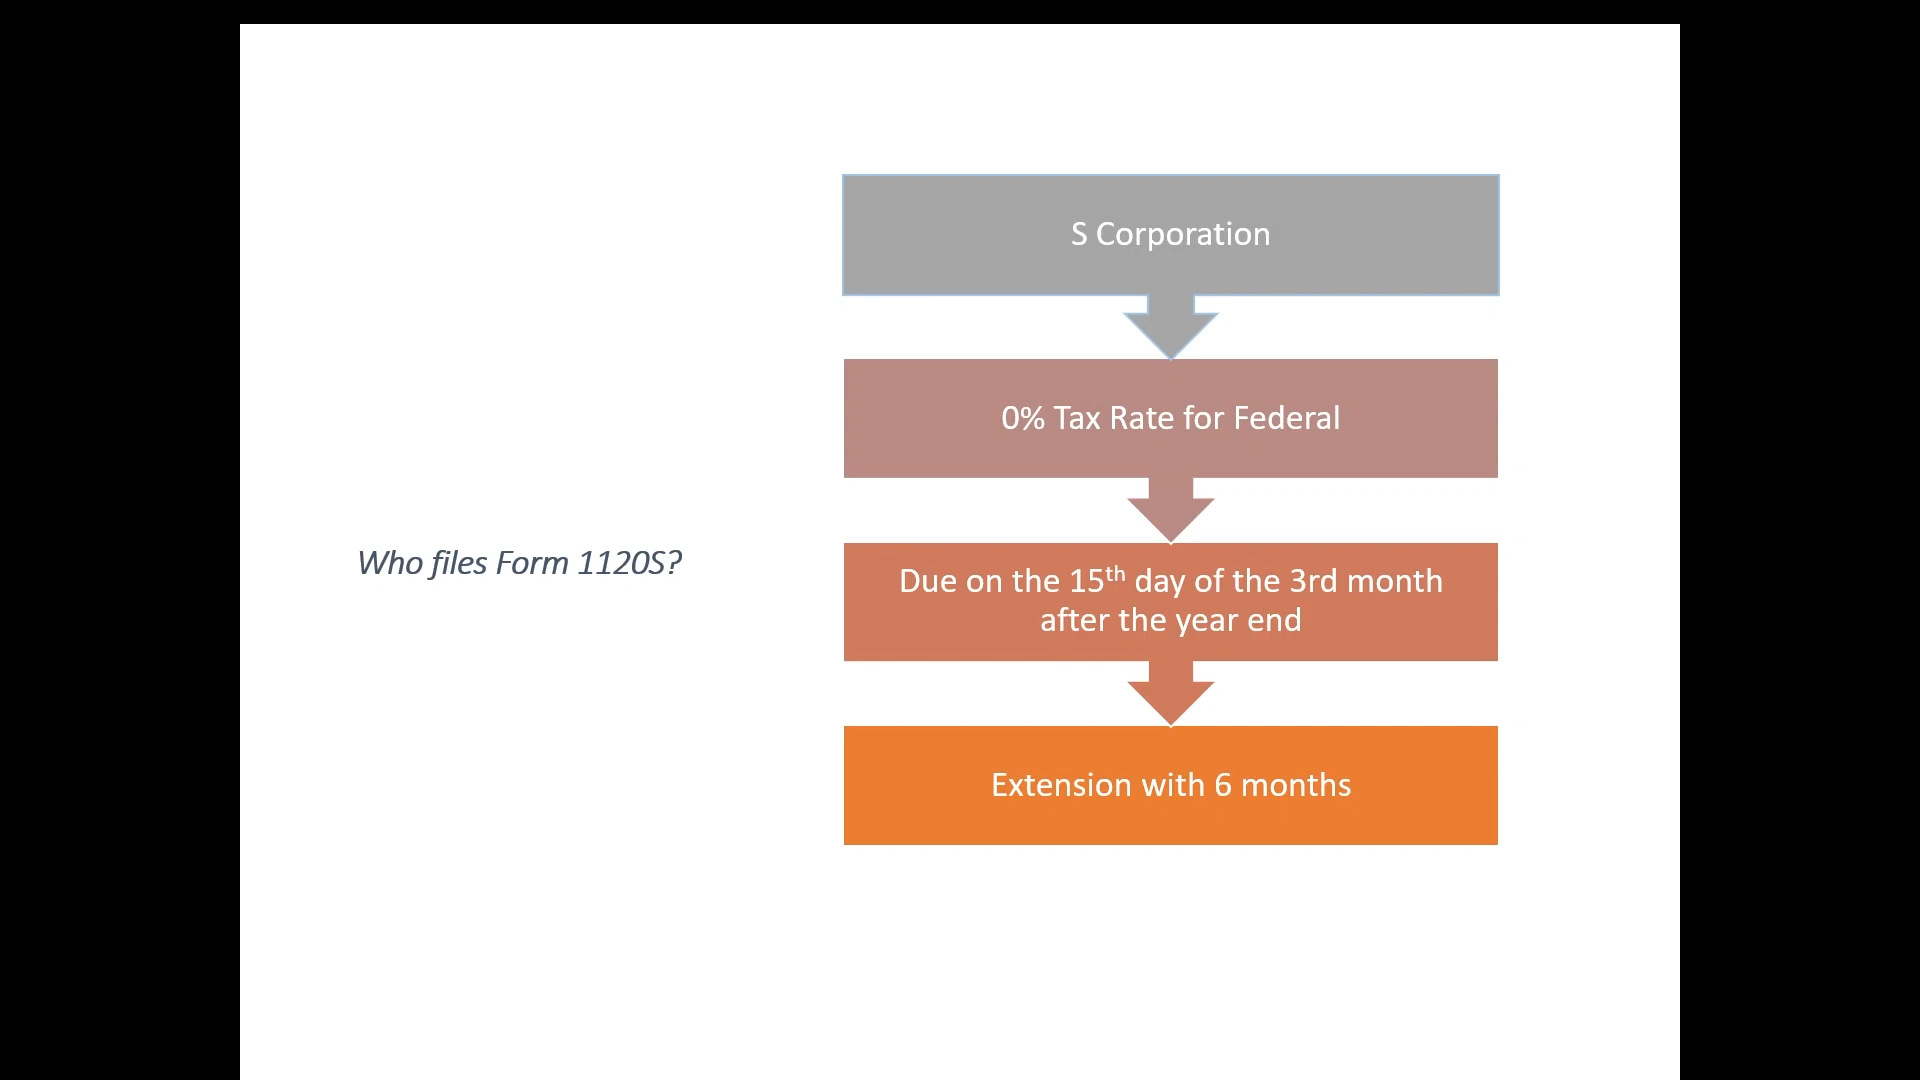 Who files Form 1120S?
S Corporation
0% Tax Rate for Federal
Due on the 15th day of the 3rd month
after the year end
Extension with 6 months